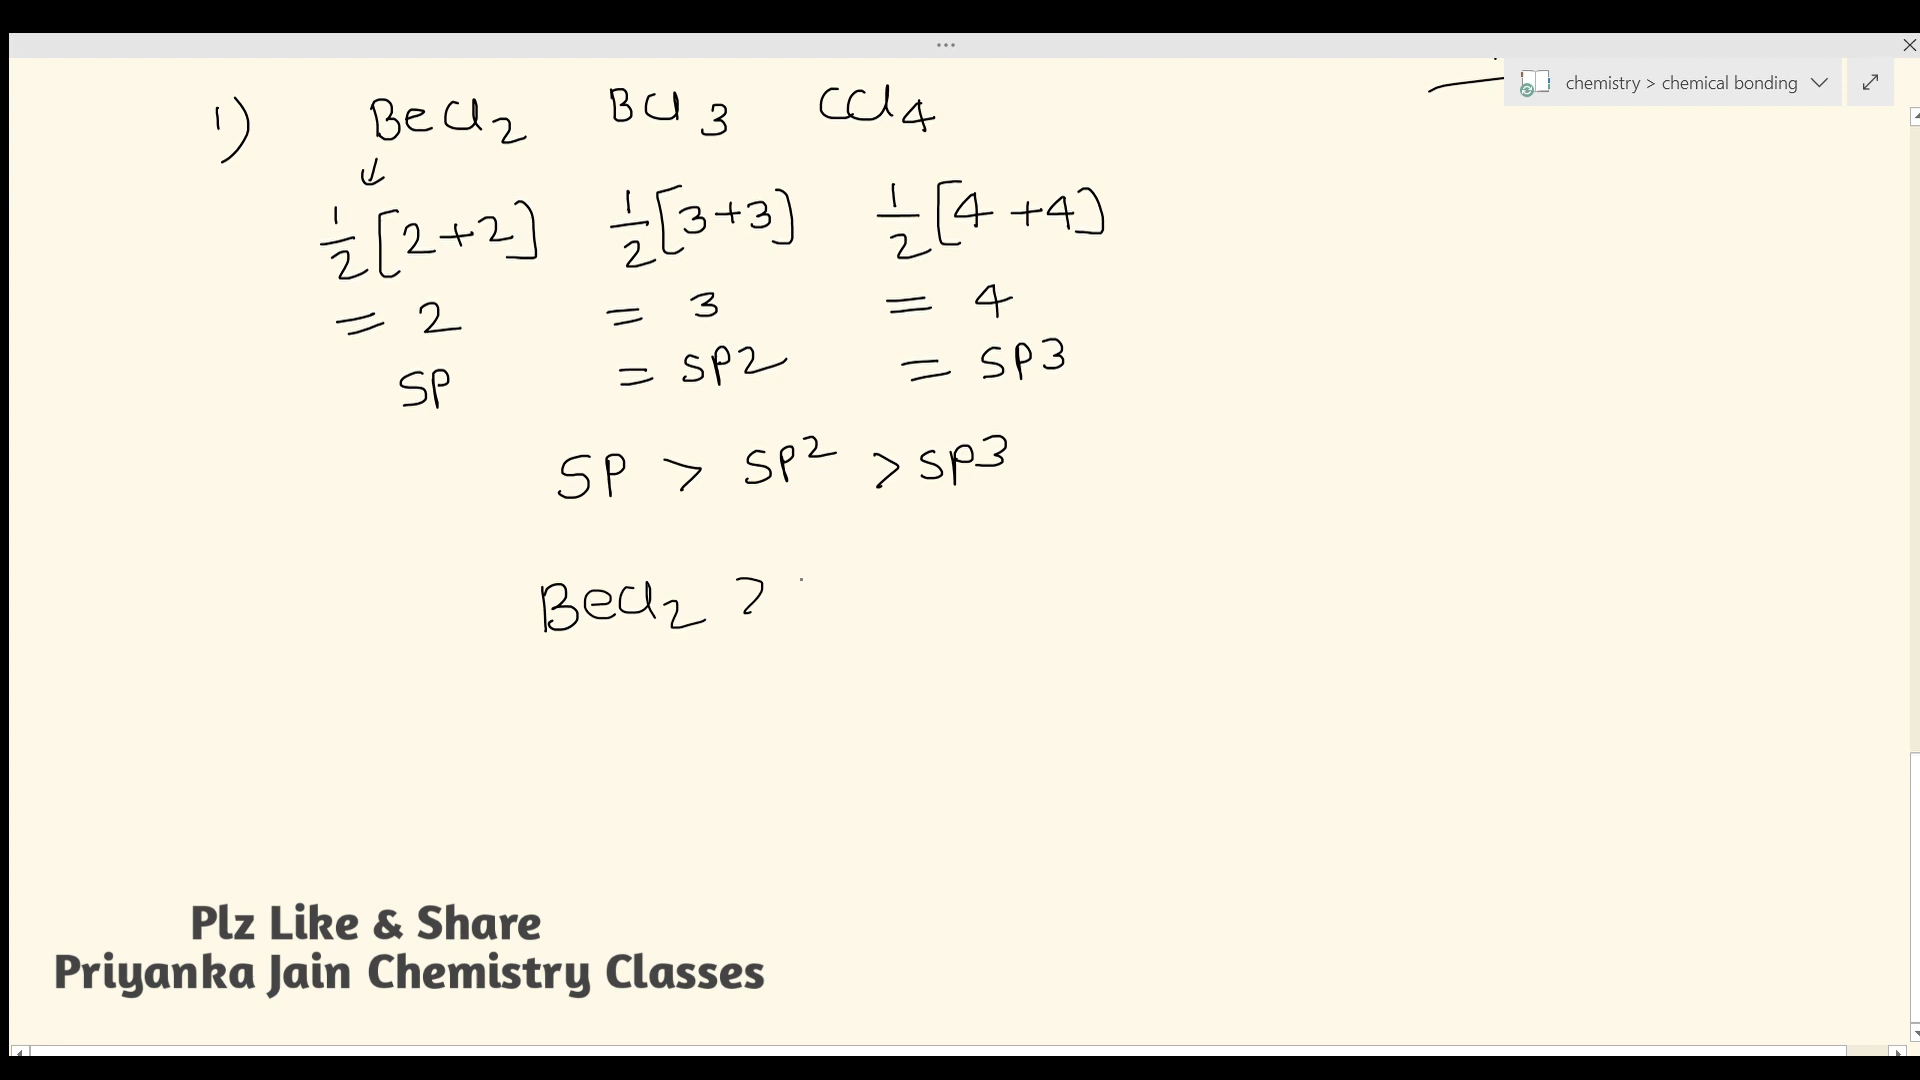 chemistry > chemical bonding
1) BeCl2 BCl3 CCl4
1/2 [2+2] 1/2 [3+3] 1/2 [4+4]
= 2 = 3 = 4
SP = SP2 = SP3
SP > SP² > SP3
BeCl2 >
Plz Like & Share
Priyanka Jain Chemistry Classes